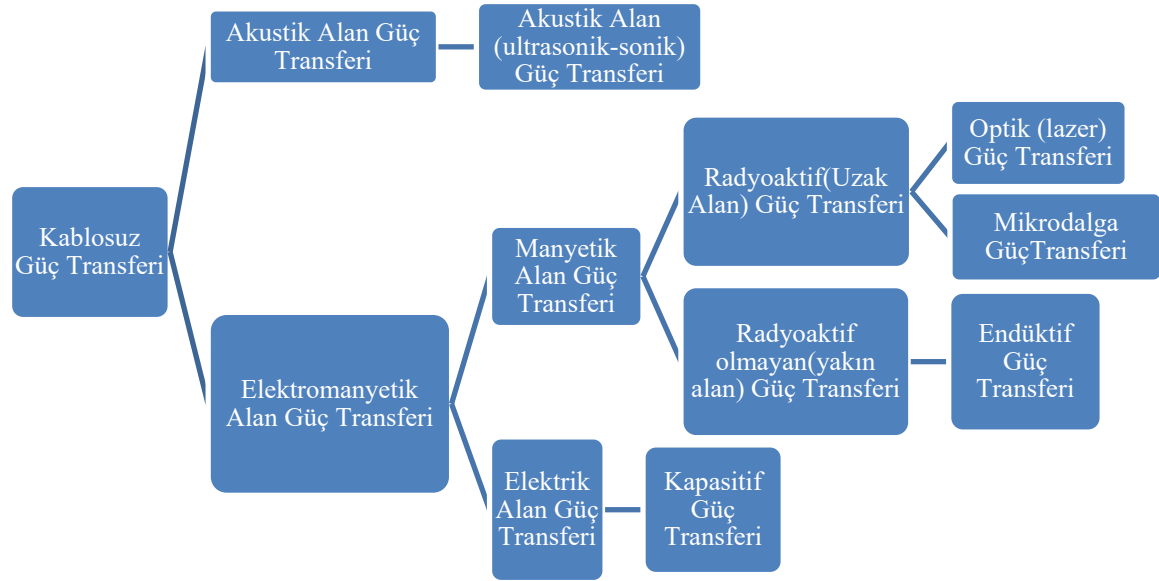 Kablosuz
Güç Transferi
Akustik Alan Güç
Transferi
Akustik Alan
(ultrasonik-sonik)
Güç Transferi
Elektromanyetik
Alan Güç Transferi
Manyetik
Alan Güç
Transferi
Radyoaktif(Uzak
Alan) Güç Transferi
Optik (lazer)
Güç Transferi
Mikrodalga
GüçTransferi
Radyoaktif
olmayan(yakın
alan) Güç Transferi
Endüktif
Güç
Transferi
Elektrik
Alan Güç
Transferi
Kapasitif
Güç
Transferi